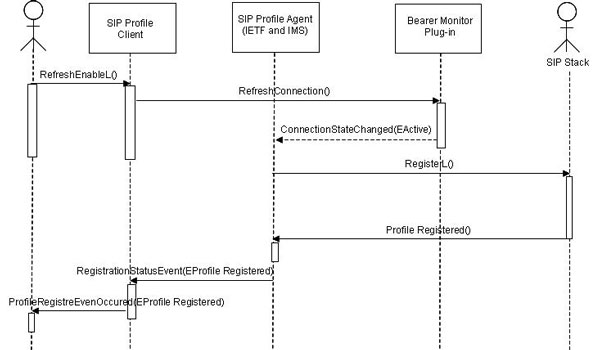 SIP Profile
Client
SIP Profile Agent
(IETF and IMS)
Bearer Monitor
Plug-in
SIP Stack
RefreshEnableL()
RefreshConnection()
ConnectionStateChanged(EActive)
RegisterL()
Profile Registered()
RegistrationStatusEvent(EProfile Registered)
ProfileRegistreEvenOccured(EProfile Registered)